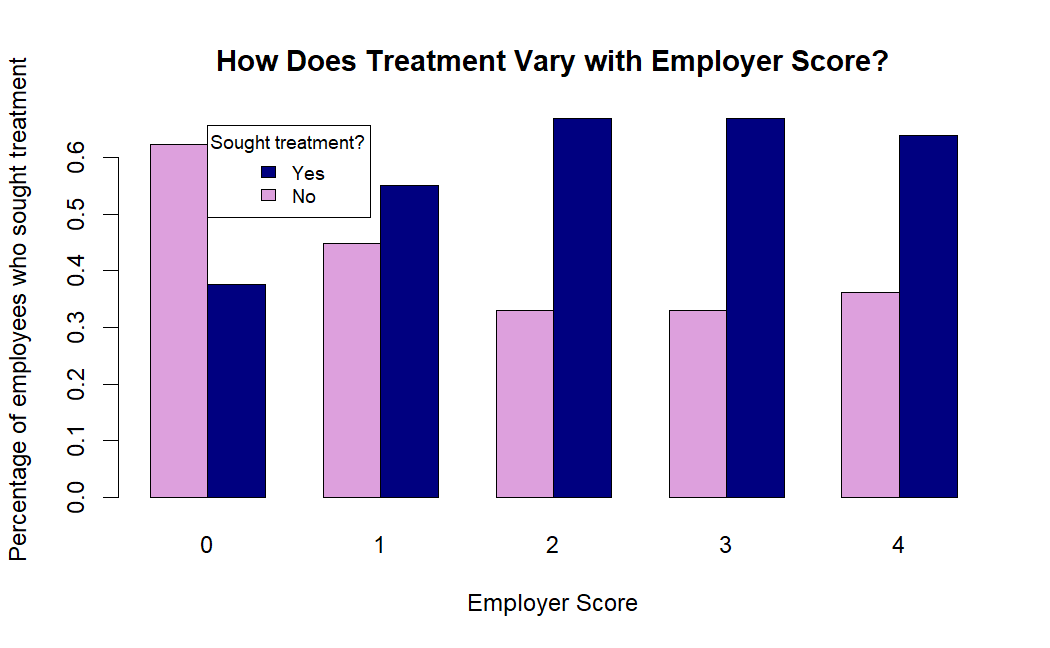 How Does Treatment Vary with Employer Score?
Percentage of employees who sought treatment
Sought treatment?
Yes
No
0.6
0.5
0.4
0.3
0.2
0.1
0.0
0 1 2 3 4
Employer Score